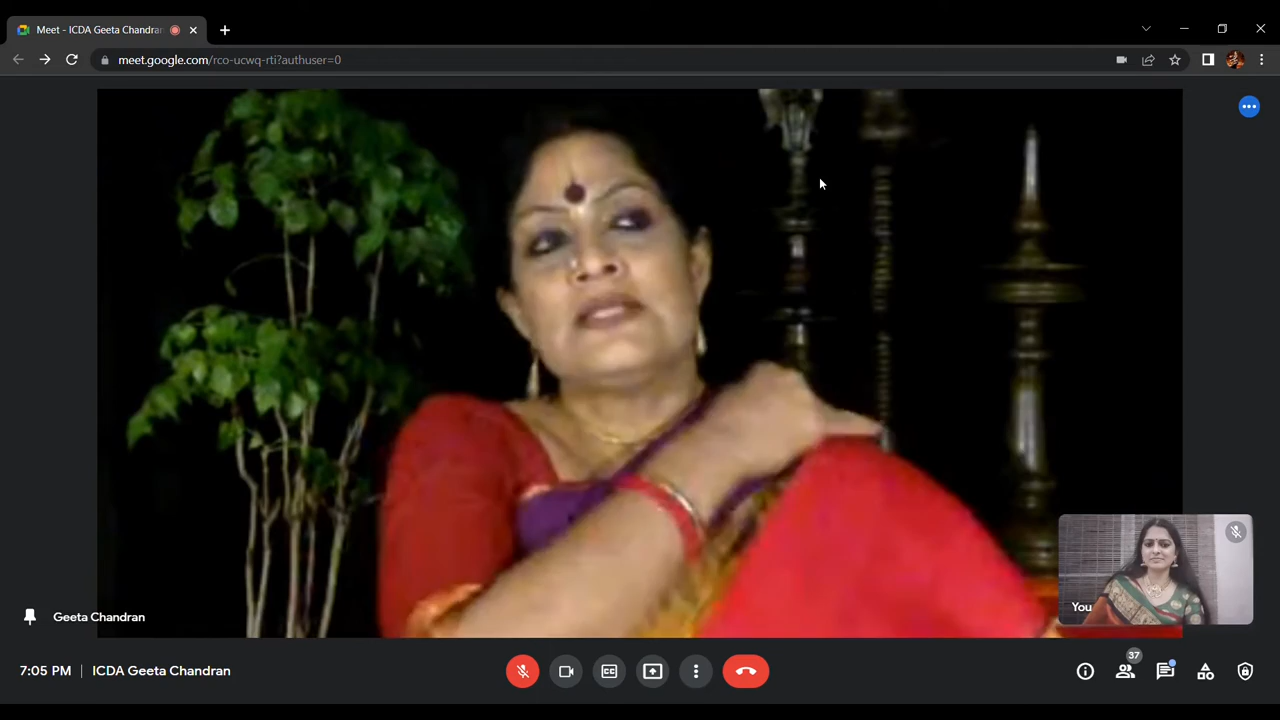 Meet - ICDA Geeta Chandran
meet.google.com/rco-ucwq-rti?authuser=0
You
Geeta Chandran
7:05 PM | ICDA Geeta Chandran
CC
37